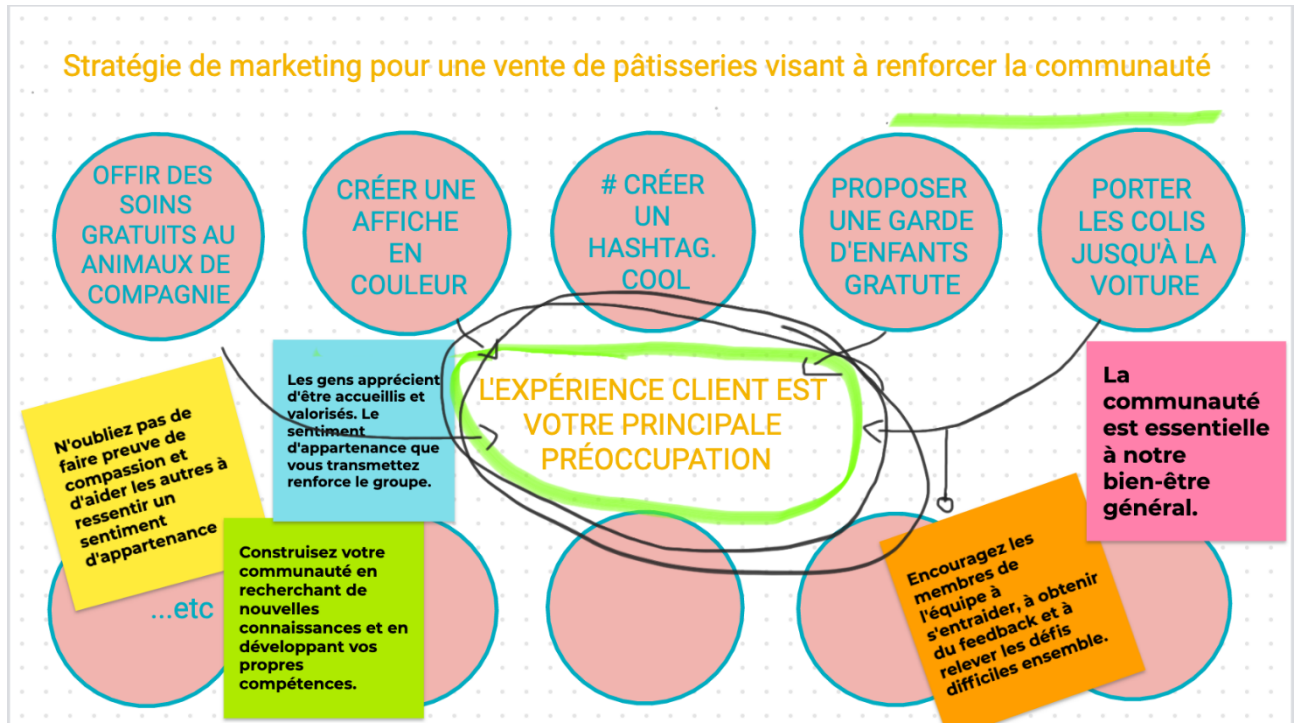 Stratégie de marketing pour une vente de pâtisseries visant à renforcer la communauté
OFFIR DES
SOINS
GRATUITS AU
ANIMAUX DE
COMPAGNIE
CRÉER UNE
AFFICHE
EN
COULEUR
# CRÉER
UN
HASHTAG.
COOL
PROPOSER
UNE GARDE
D'ENFANTS
GRATUTE
PORTER
LES COLIS
JUSQU'À LA
VOITURE
L'EXPÉRIENCE CLIENT EST
VOTRE PRINCIPALE
PRÉOCCUPATION
N'oubliez pas de
faire preuve de
compassion et
d'aider les autres à
ressentir un
sentiment
d'appartenance
Les gens apprécient
d'être accueillis et
valorisés. Le
sentiment
d'appartenance que
vous transmettez
renforce le groupe.
Construisez votre
communauté en
recherchant de
nouvelles
connaissances et en
développant vos
propres
compétences.
La
communauté
est essentielle
à notre
bien-être
général.
Encouragez les
membres de
l'équipe à
s'entraider, à obtenir
du feedback et à
relever les défis
difficiles ensemble.
...etc